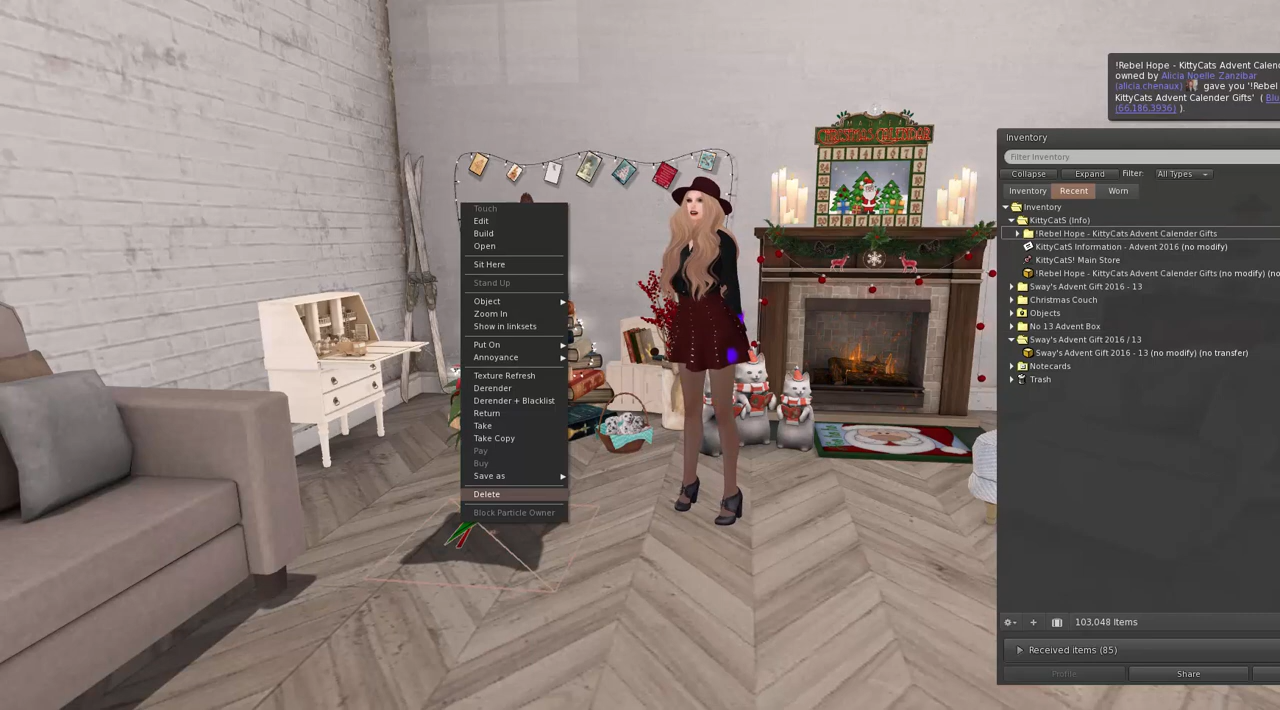 !Rebel Hope - KittyCats Advent Calend
owned by Alicia Noelle Zanzibar
(alicia.chenaux) gave you '!Rebel
KittyCats Advent Calender Gifts' ( Blu
(66,186,3936) ).
CHRISTMAS CALENDAR
Touch
Edit
Build
Open
Sit Here
Stand Up
Object
Zoom In
Show in linksets
Put On
Annoyance
Texture Refresh
Derender
Derender + Blacklist
Return
Take
Take Copy
Pay
Buy
Save as
Delete
Block Particle Owner
Inventory
Filter Inventory
Collapse Expand Filter: All Types
Inventory Recent Worn
Inventory
KittyCatS (Info)
!Rebel Hope - KittyCats Advent Calender Gifts
KittyCatS Information - Advent 2016 (no modify)
KittyCatS! Main Store
!Rebel Hope - KittyCats Advent Calender Gifts (no modify) (no
Sway's Advent Gift 2016 - 13
Christmas Couch
Objects
No 13 Advent Box
Sway's Advent Gift 2016 / 13
Sway's Advent Gift 2016 - 13 (no modify) (no transfer)
Notecards
Trash
103,048 Items
Received items (85)
Profile Share